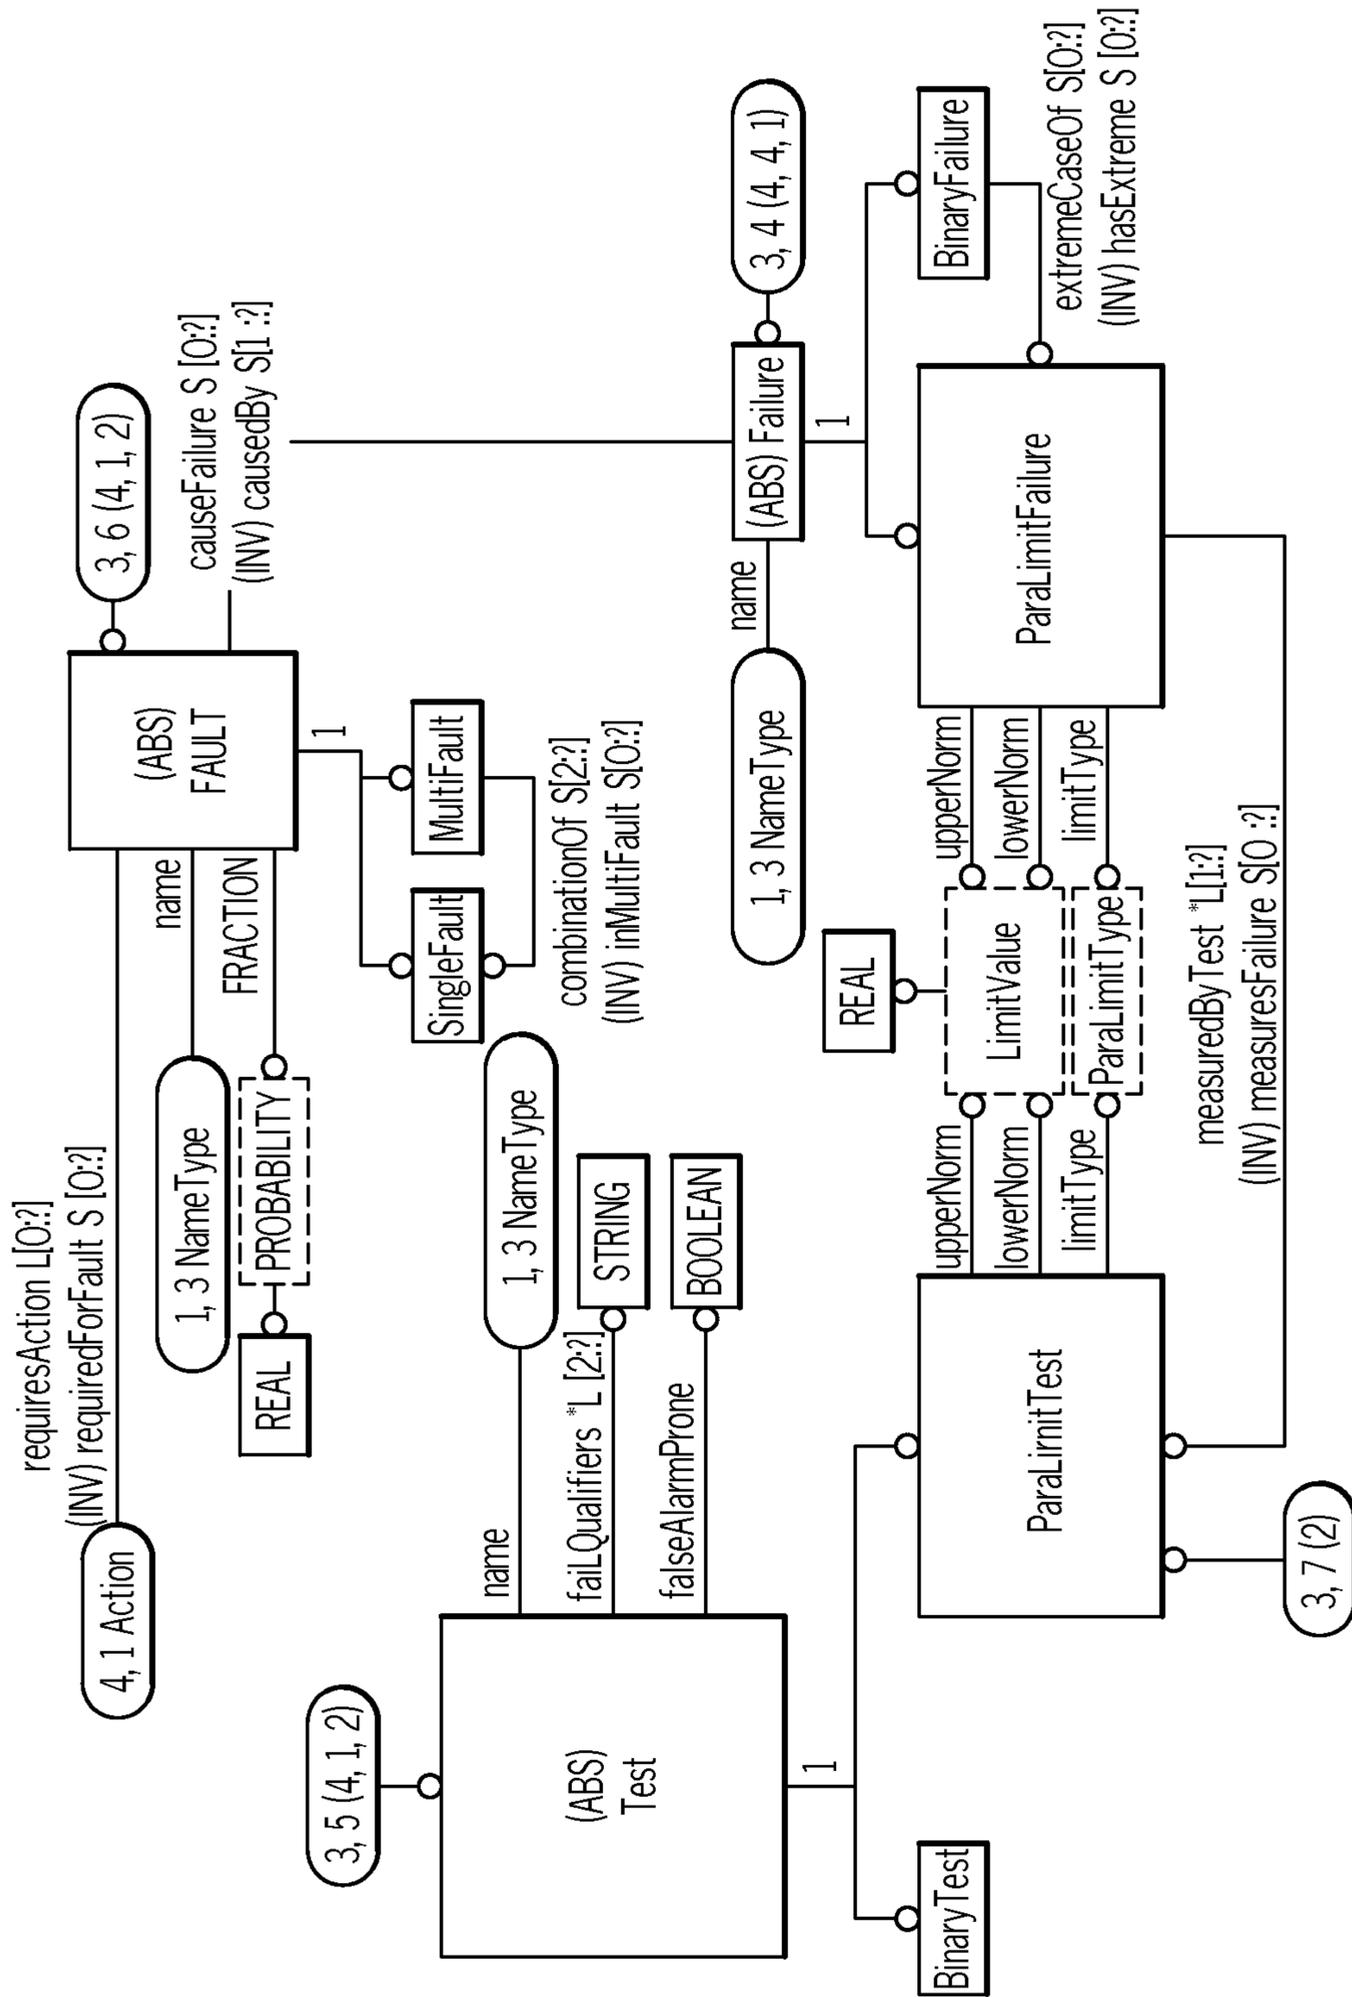 requiresAction L[0:?]
(INV) requiredForFault S [0:?]
4, 1 Action
name
1, 3 NameType
FRACTION
PROBABILITY
REAL
(ABS)
FAULT
3, 6 (4, 1, 2)
causeFailure S [0:?]
(INV) causedBy S[1 :?]
1
SingleFault
MultiFault
combinationOf S[2:?]
(INV) inMultiFault S[0:?]
3, 5 (4, 1, 2)
(ABS)
Test
name
1, 3 NameType
faiLQualifiers *L [2:?]
STRING
falseAlarmProne
BOOLEAN
1
BinaryTest
ParaLirnitTest
3, 7 (2)
upperNorm
lowerNorm
limitType
REAL
LimitValue
ParaLimitType
upperNorm
lowerNorm
limitType
measuredByTest *L[1:?]
(INV) measuresFailure S[0 :?]
1, 3 NameType
name
(ABS) Failure
3, 4 (4, 4, 1)
1
ParaLimitFailure
BinaryFailure
extremeCaseOf S[0:?]
(INV) hasExtreme S [0:?]